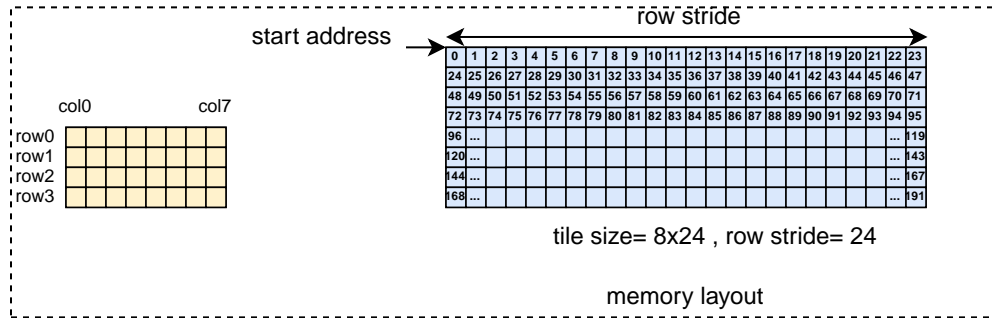 row stride
start address
0 1 2 3 4 5 6 7 8 9 10 11 12 13 14 15 16 17 18 19 20 21 22 23
24 25 26 27 28 29 30 31 32 33 34 35 36 37 38 39 40 41 42 43 44 45 46 47
48 49 50 51 52 53 54 55 56 57 58 59 60 61 62 63 64 65 66 67 68 69 70 71
72 73 74 75 76 77 78 79 80 81 82 83 84 85 86 87 88 89 90 91 92 93 94 95
96 ... ... 119
120 ... ... 143
144 ... ... 167
168 ... ... 191
col0 col7
row0
row1
row2
row3
tile size= 8x24 , row stride= 24
memory layout